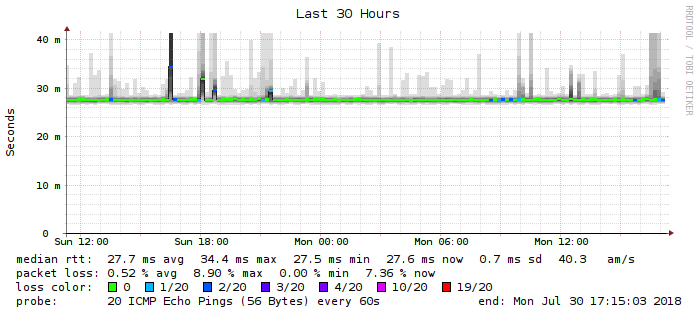 Last 30 Hours
RRDTOOL / TOBI OETIKER
Seconds
40 m
30 m
20 m
10 m
0
Sun 12:00 Sun 18:00 Mon 00:00 Mon 06:00 Mon 12:00
median rtt: 27.7 ms avg 34.4 ms max 27.5 ms min 27.6 ms now 0.7 ms sd 40.3 am/s
packet loss: 0.52 % avg 8.90 % max 0.00 % min 7.36 % now
loss color: 0 1/20 2/20 3/20 4/20 10/20 19/20
probe: 20 ICMP Echo Pings (56 Bytes) every 60s end: Mon Jul 30 17:15:03 2018